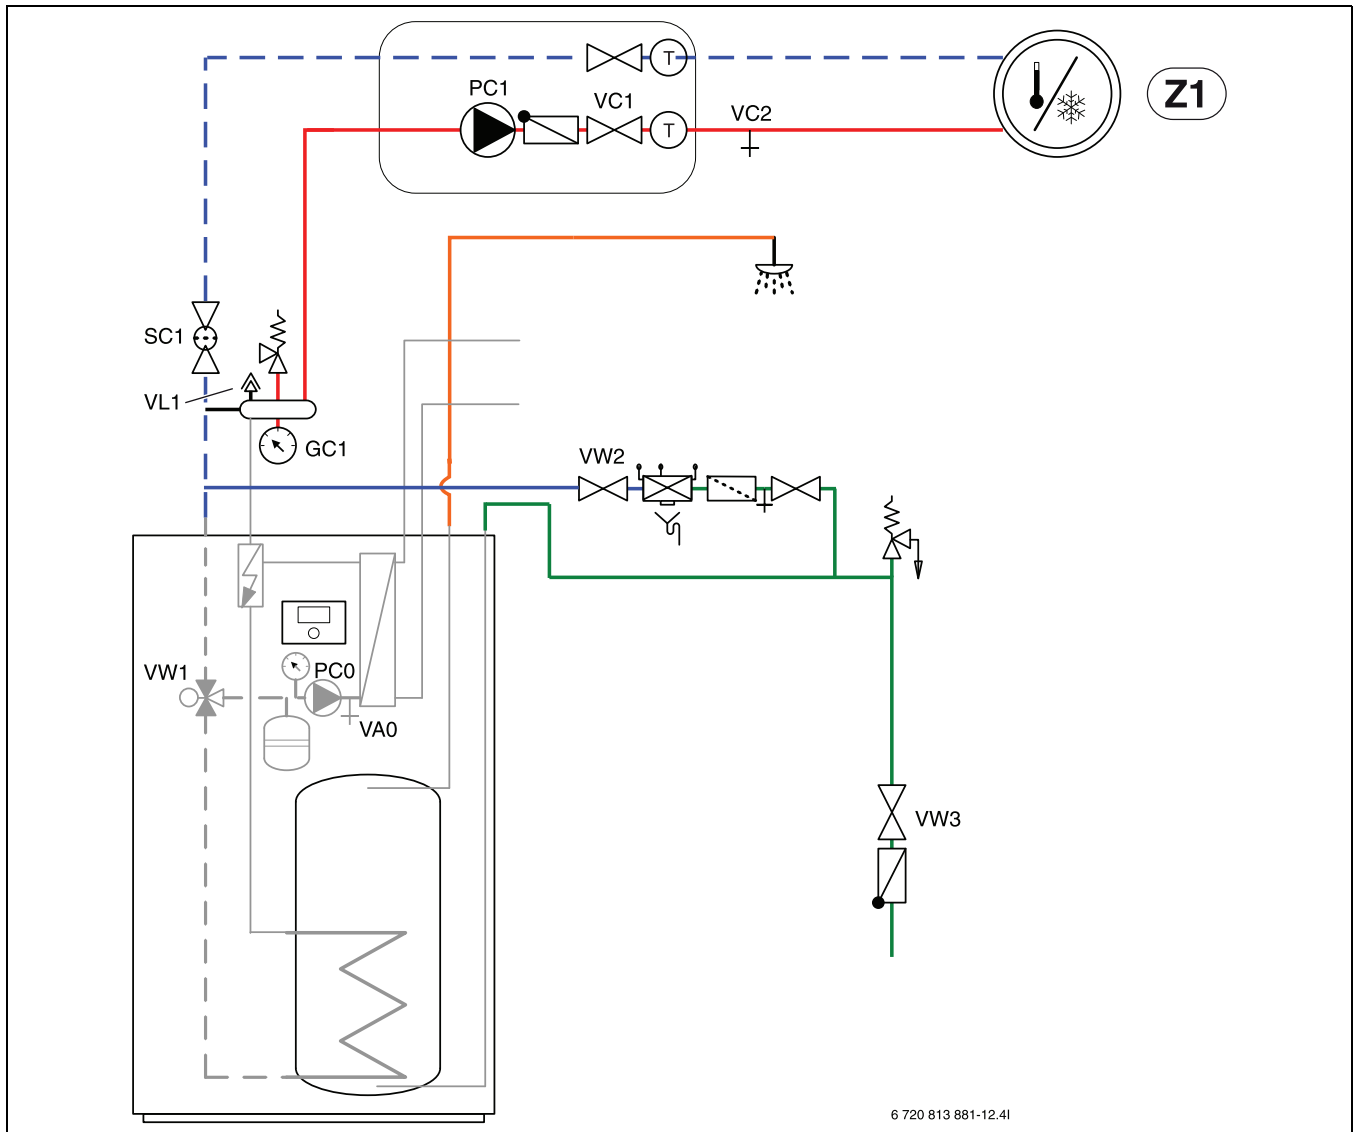 T
PC1
VC1
T
VC2
Z1
SC1
VL1
GC1
VW2
VW1
PC0
VA0
VW3
6 720 813 881-12.4I